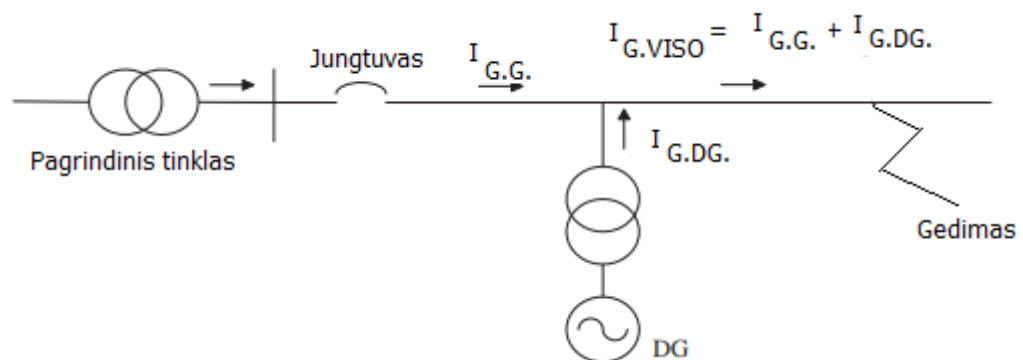 Jungtuvas
I G.G.
I G.VISO = I G.G. + I G.DG.
Pagrindinis tinklas
I G.DG.
Gedimas
DG